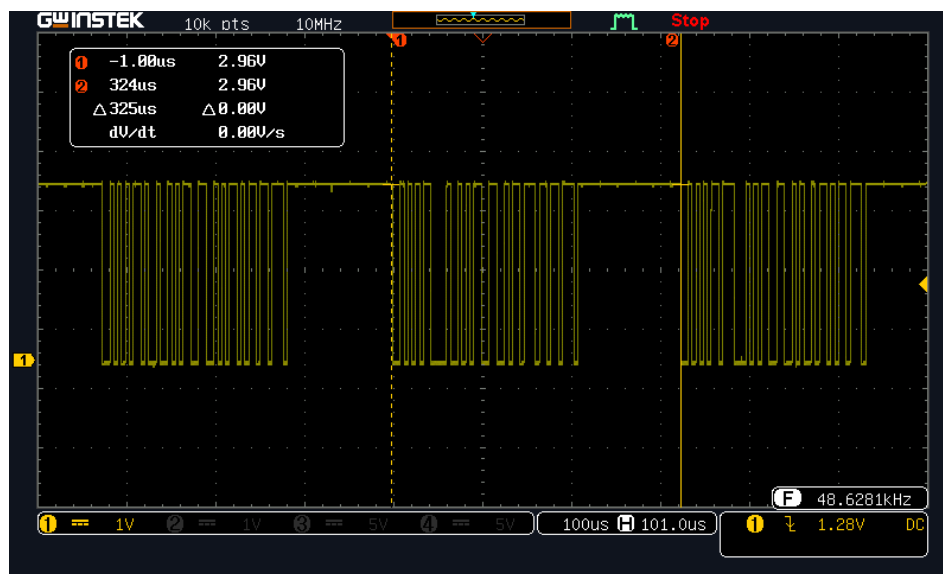 GWINSTEK 10k pts 10MHz Stop
1 2
1 -1.00us 2.96V
2 324us 2.96V
△325us △0.00V
dV/dt 0.00V/s
1
F 48.6281kHz
1 1V 2 1V 3 5V 4 5V 100us H 101.0us 1 1.28V DC